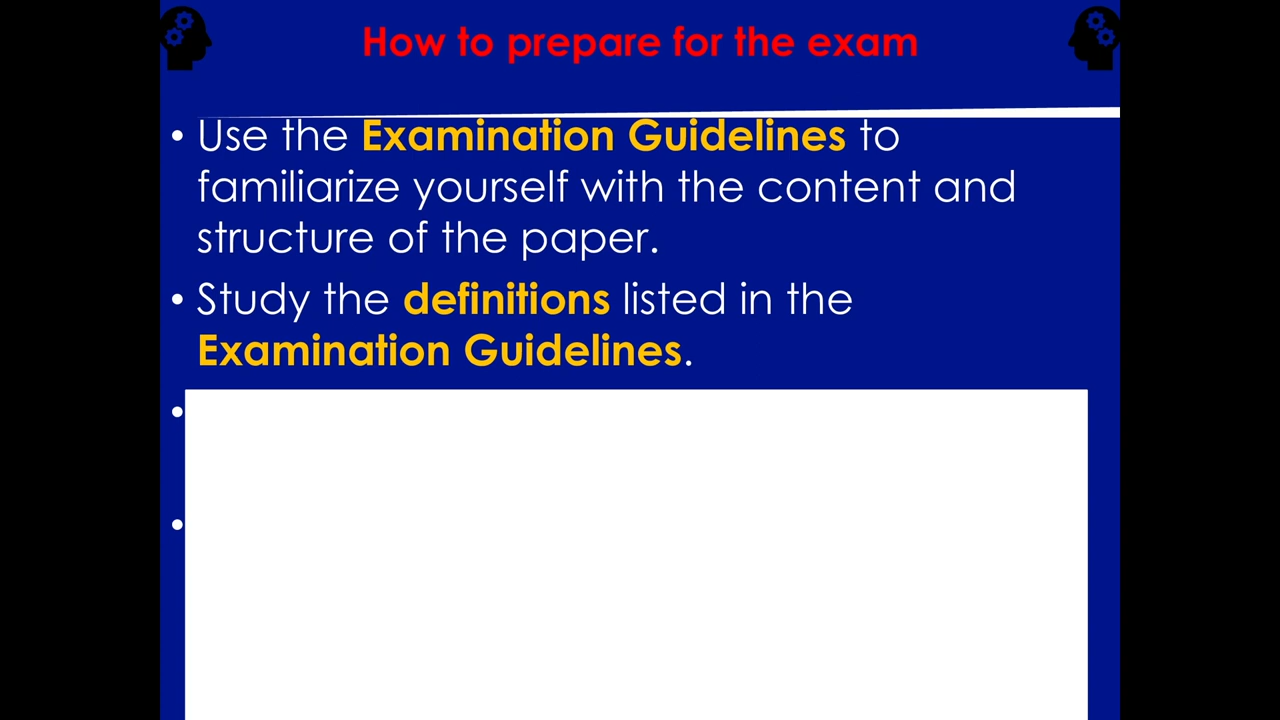 How to prepare for the exam
• Use the Examination Guidelines to
familiarize yourself with the content and
structure of the paper.
• Study the definitions listed in the
Examination Guidelines.
•
•